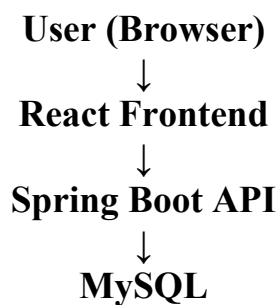 User (Browser)
↓
React Frontend
↓
Spring Boot API
↓
MySQL